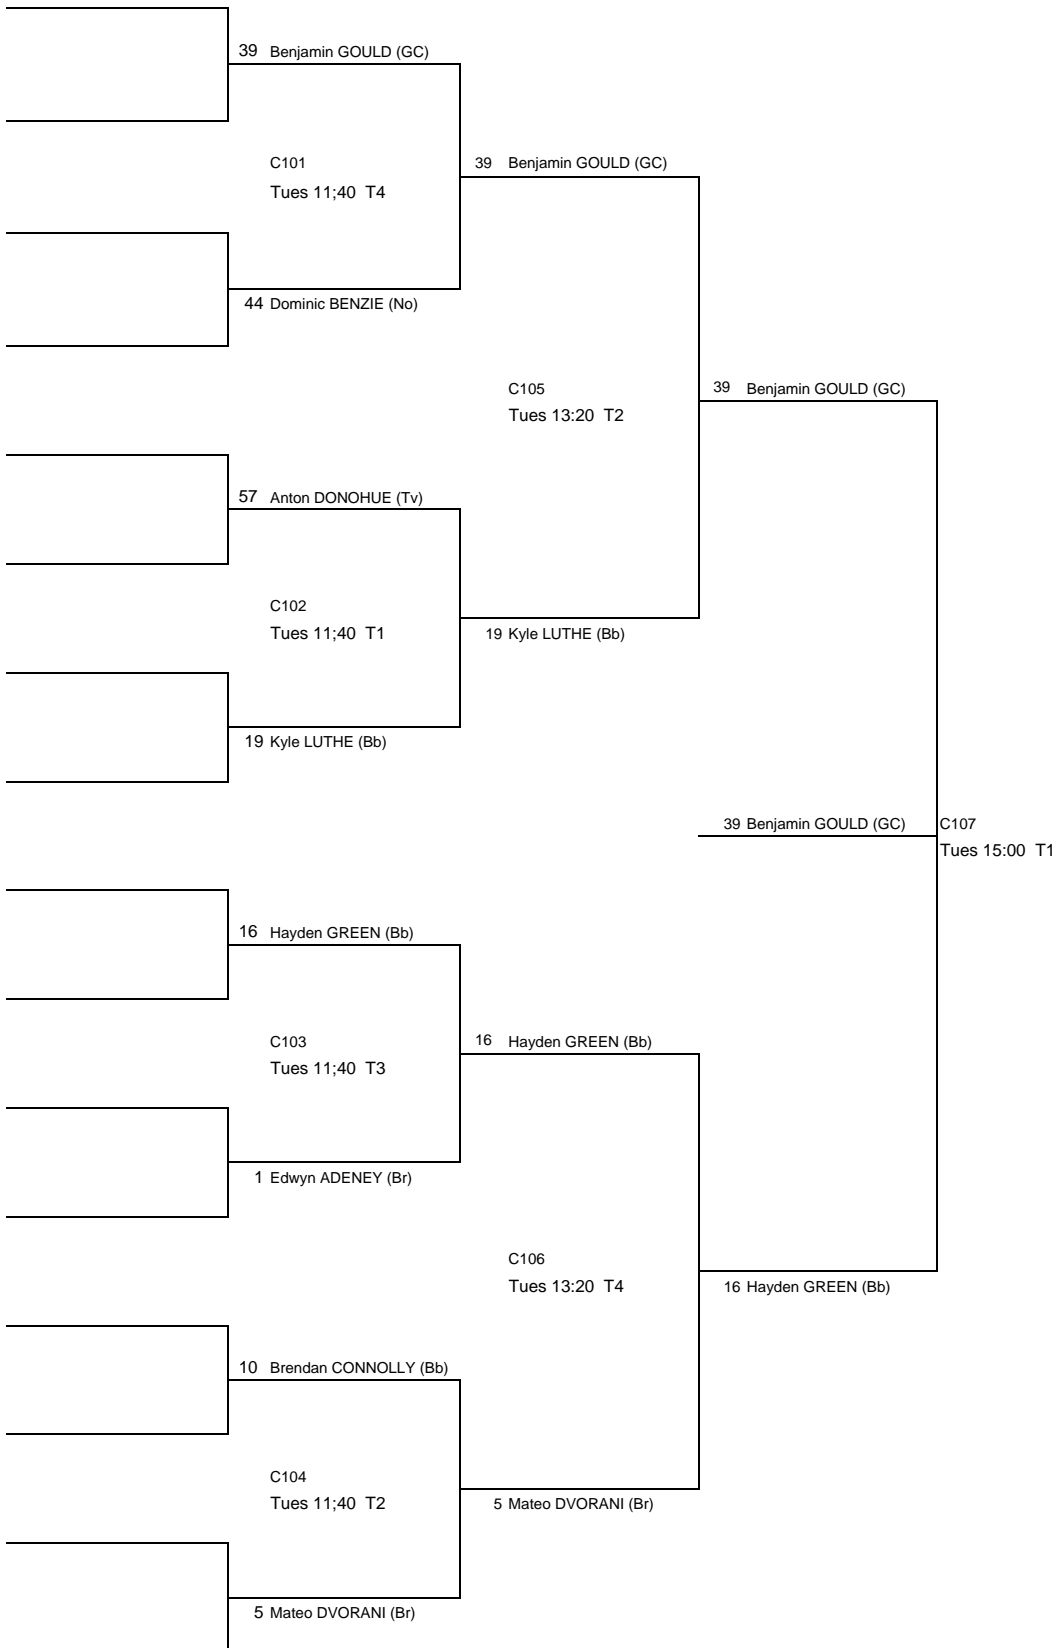 39 Benjamin GOULD (GC)
C101
Tues 11;40 T4
44 Dominic BENZIE (No)
39 Benjamin GOULD (GC)
C105
Tues 13:20 T2
39 Benjamin GOULD (GC)
57 Anton DONOHUE (Tv)
C102
Tues 11;40 T1
19 Kyle LUTHE (Bb)
19 Kyle LUTHE (Bb)
39 Benjamin GOULD (GC)
C107
Tues 15:00 T1
16 Hayden GREEN (Bb)
C103
Tues 11;40 T3
16 Hayden GREEN (Bb)
1 Edwyn ADENEY (Br)
C106
Tues 13:20 T4
16 Hayden GREEN (Bb)
10 Brendan CONNOLLY (Bb)
C104
Tues 11;40 T2
5 Mateo DVORANI (Br)
5 Mateo DVORANI (Br)